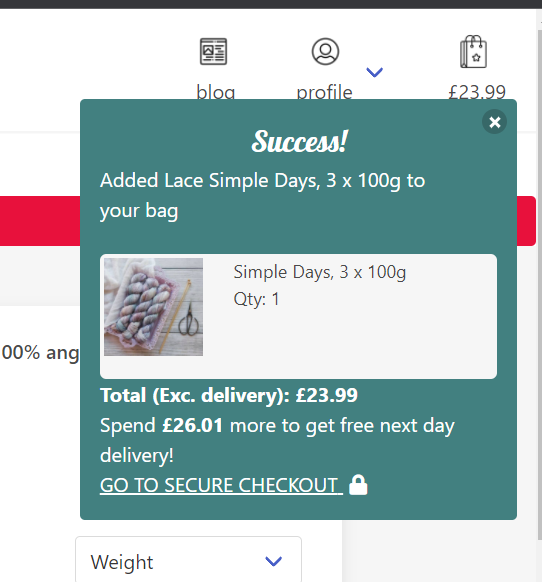 blog
profile
£23.99
Success!
Added Lace Simple Days, 3 x 100g to
your bag
Simple Days, 3 x 100g
Qty: 1
00% ang
Total (Exc. delivery): £23.99
Spend £26.01 more to get free next day
delivery!
GO TO SECURE CHECKOUT
Weight